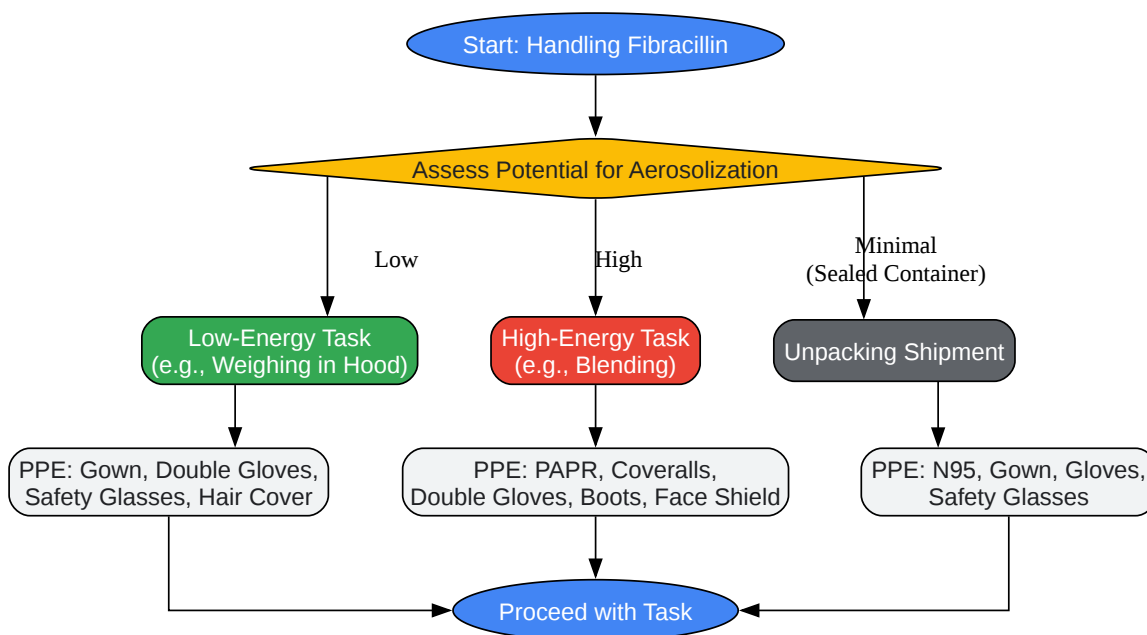 Start: Handling Fibracillin
Assess Potential for Aerosolization
Low
High
Minimal
(Sealed Container)
Low-Energy Task
(e.g., Weighing in Hood)
High-Energy Task
(e.g., Blending)
Unpacking Shipment
PPE: Gown, Double Gloves,
Safety Glasses, Hair Cover
PPE: PAPR, Coveralls,
Double Gloves, Boots, Face Shield
PPE: N95, Gown, Gloves,
Safety Glasses
Proceed with Task